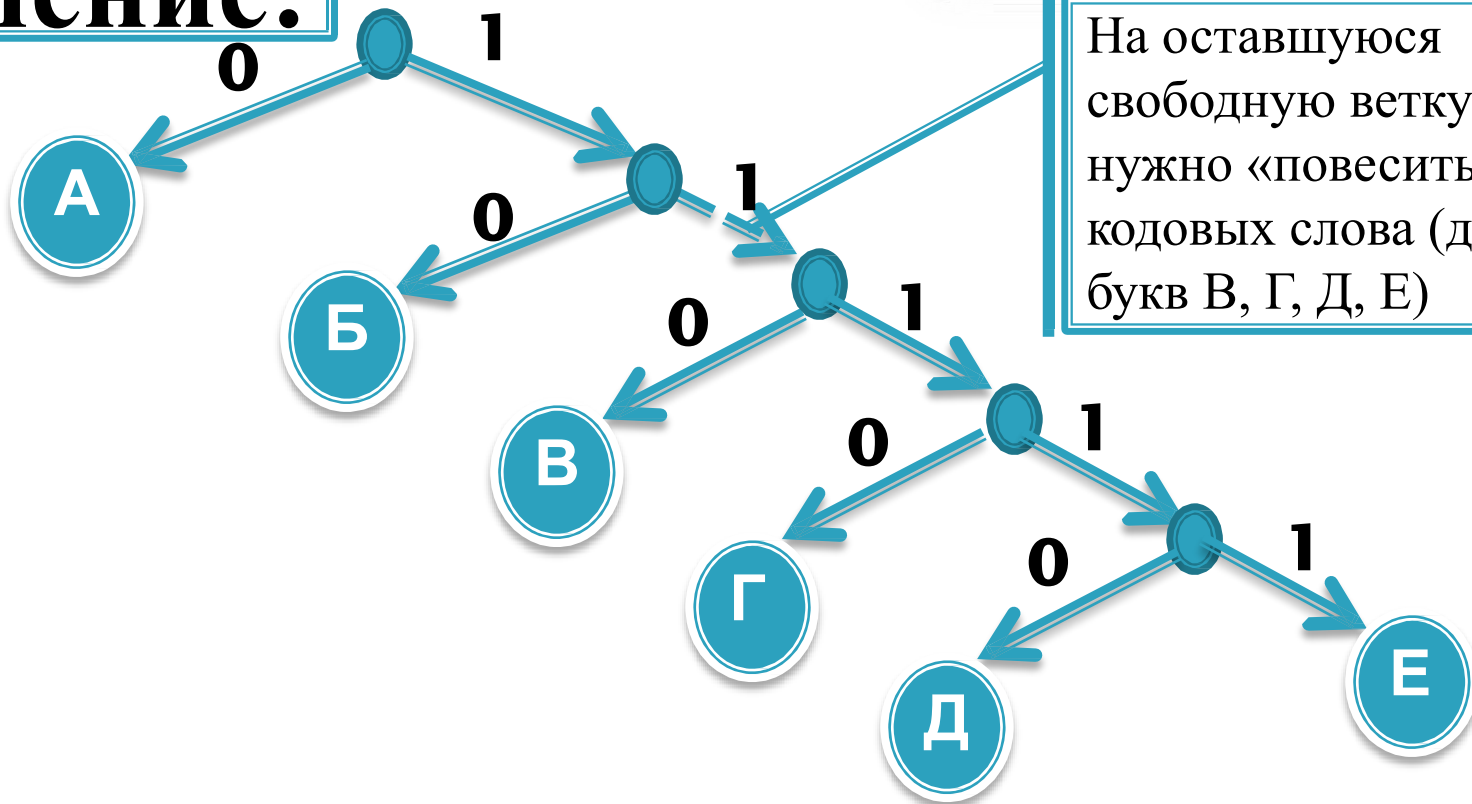 0 1
На оставшуюся
свободную ветку
нужно «повесить
кодовых слова (
букв В, Г, Д, Е)
А
0 1
Б
0 1
В
0 1
Г
0 1
Д
Е